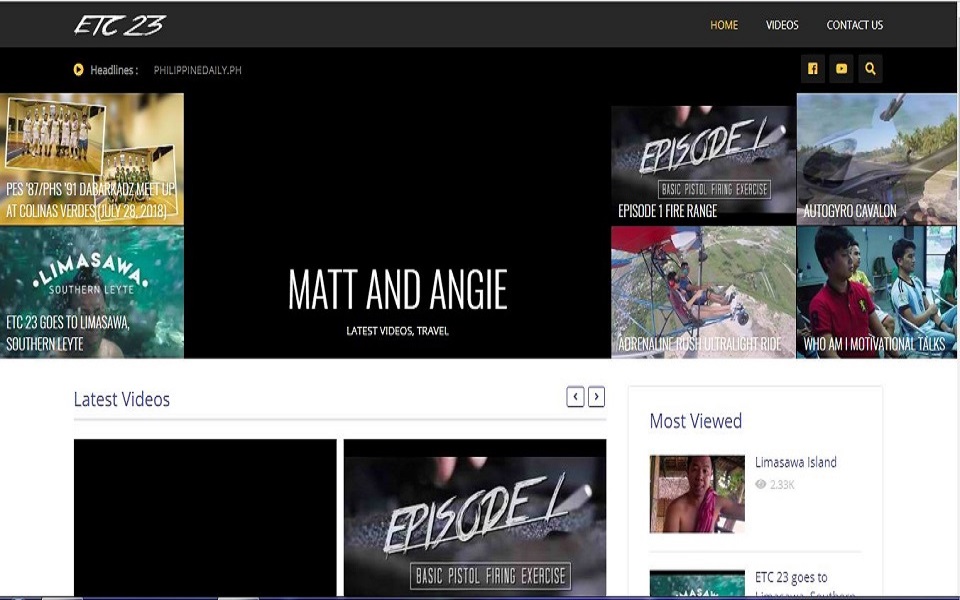 ETC 23
HOME
VIDEOS
CONTACT US
Headlines :
PHILIPPINEDAILY.PH
PES '87/PHS '91 DABARKADZ MEET UP
AT COLINAS VERDES(JULY 28, 2018)
LIMASAWA
SOUTHERN LEYTE
ETC 23 GOES TO LIMASAWA,
SOUTHERN LEYTE
MATT AND ANGIE
LATEST VIDEOS, TRAVEL
EPISODE 1
BASIC PISTOL FIRING EXERCISE
EPISODE 1 FIRE RANGE
AUTOGYRO CAVALON
ADRENALINE RUSH ULTRALIGHT RIDE
WHO AM I MOTIVATIONAL TALKS
Latest Videos
EPISODE 1
BASIC PISTOL FIRING EXERCISE
Most Viewed
Limasawa Island
2.33K
ETC 23 goes to
Limasawa, Southern
LIMASAWA